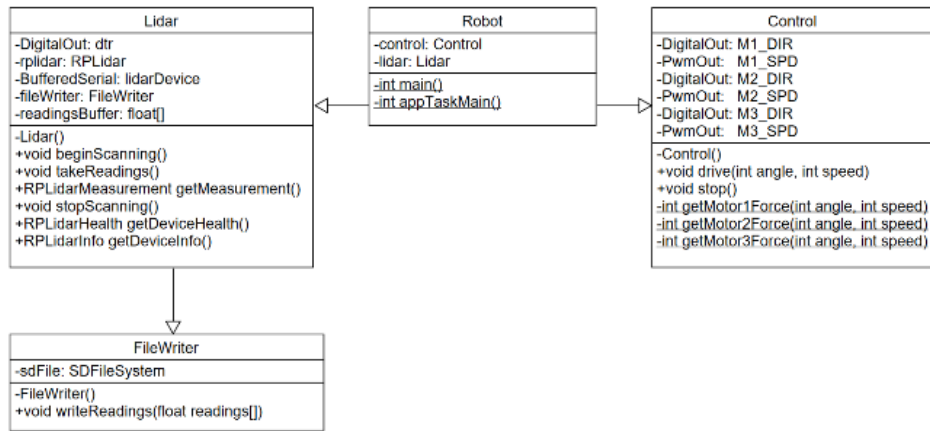 Lidar
-DigitalOut: dtr
-rplidar: RPLidar
-BufferedSerial: lidarDevice
-fileWriter: FileWriter
-readingsBuffer: float[]
-Lidar()
+void beginScanning()
+void takeReadings()
+RPLidarMeasurement getMeasurement()
+void stopScanning()
+RPLidarHealth getDeviceHealth()
+RPLidarInfo getDeviceInfo()
Robot
-control: Control
-lidar: Lidar
-int main()
-int appTaskMain()
Control
-DigitalOut: M1_DIR
-PwmOut: M1_SPD
-DigitalOut: M2_DIR
-PwmOut: M2_SPD
-DigitalOut: M3_DIR
-PwmOut: M3_SPD
-Control()
+void drive(int angle, int speed)
+void stop()
-int getMotor1Force(int angle, int speed)
-int getMotor2Force(int angle, int speed)
-int getMotor3Force(int angle, int speed)
FileWriter
-sdFile: SDFileSystem
-FileWriter()
+void writeReadings(float readings[])